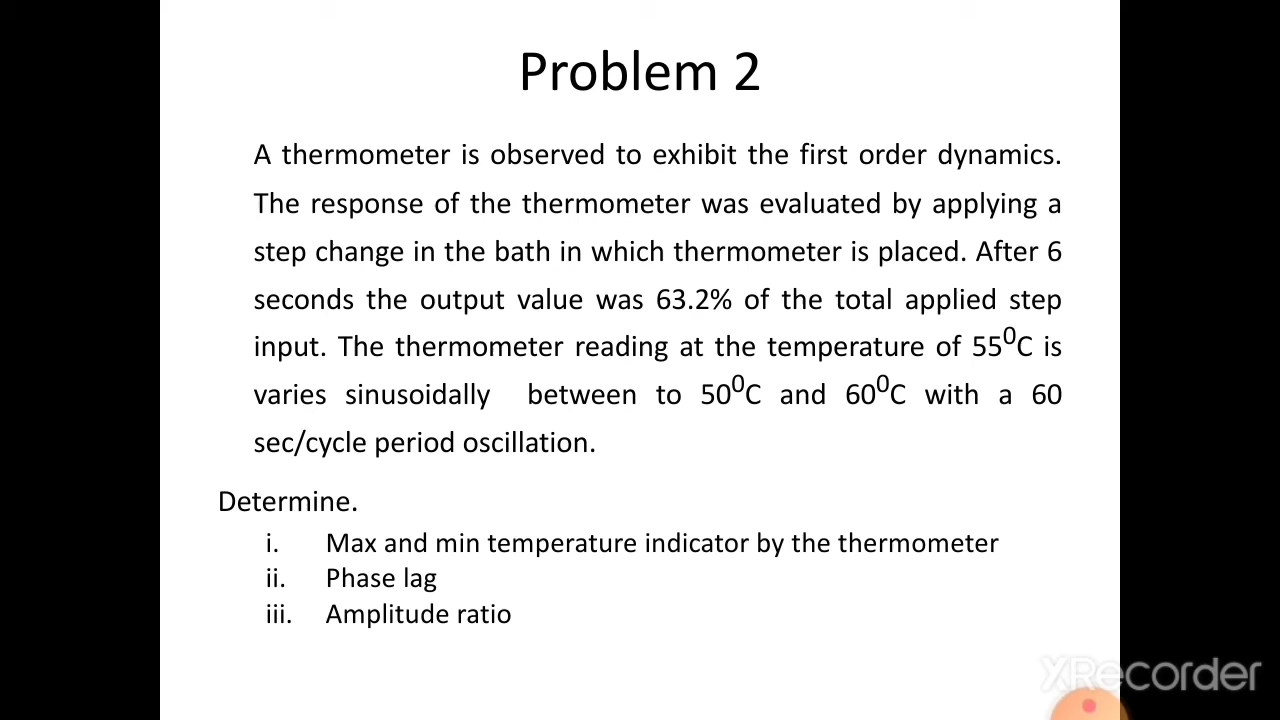 Problem 2
A thermometer is observed to exhibit the first order dynamics.
The response of the thermometer was evaluated by applying a
step change in the bath in which thermometer is placed. After 6
seconds the output value was 63.2% of the total applied step
input. The thermometer reading at the temperature of 55⁰C is
varies sinusoidally between to 50⁰C and 60⁰C with a 60
sec/cycle period oscillation.
Determine.
i. Max and min temperature indicator by the thermometer
ii. Phase lag
iii. Amplitude ratio
XRecorder